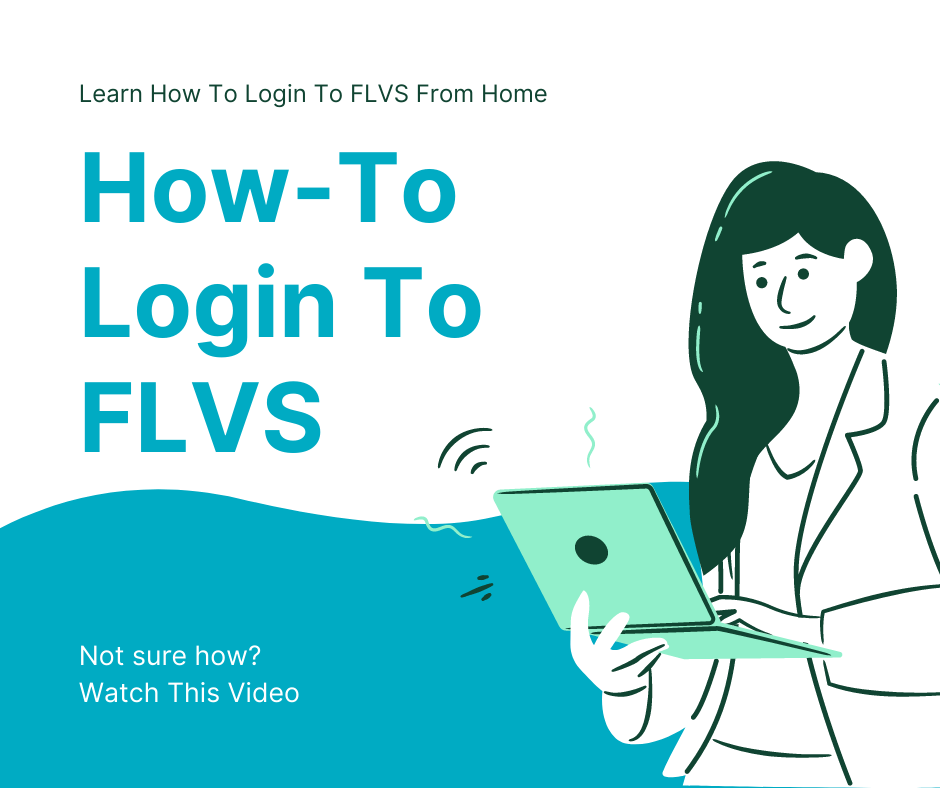 Learn How To Login To FLVS From Home
How-To
Login To
FLVS
Not sure how?
Watch This Video